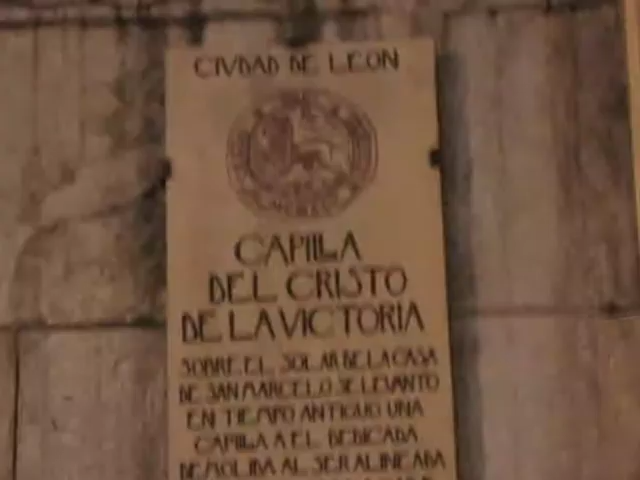 CIVDAD DE LEON
CAPILLA
DEL CRISTO
DE LA VICTORIA
SOBRE EL SOLAR DE LA CASA
DE SAN MARCELO SE LEVANTO
EN TIEMPO ANTIGUO UNA
CAPILLA A EL DEDICADA
DEMOLIDA AL SER ALINEADA